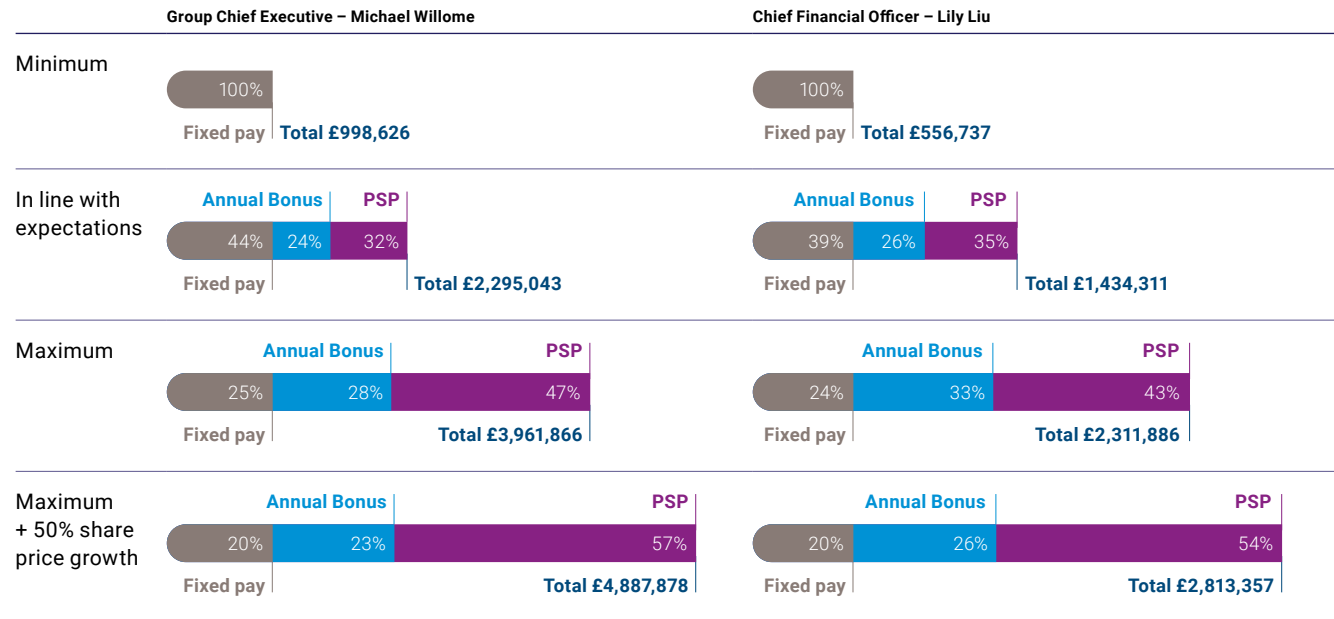 Group Chief Executive – Michael Willome
Chief Financial Officer – Lily Liu
Minimum
100%
Fixed pay
Total £998,626
100%
Fixed pay
Total £556,737
In line with
expectations
Annual Bonus
PSP
44%
24%
32%
Fixed pay
Total £2,295,043
Annual Bonus
PSP
39%
26%
35%
Fixed pay
Total £1,434,311
Maximum
Annual Bonus
PSP
25%
28%
47%
Fixed pay
Total £3,961,866
Annual Bonus
PSP
24%
33%
43%
Fixed pay
Total £2,311,886
Maximum
+ 50% share
price growth
Annual Bonus
PSP
20%
23%
57%
Fixed pay
Total £4,887,878
Annual Bonus
PSP
20%
26%
54%
Fixed pay
Total £2,813,357